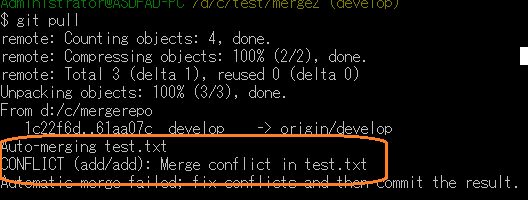 Administrator@ASDFAD-PC /d/c/test/merge2 (develop)
$ git pull
remote: Counting objects: 4, done.
remote: Compressing objects: 100% (2/2), done.
remote: Total 3 (delta 1), reused 0 (delta 0)
Unpacking objects: 100% (3/3), done.
From d:/c/mergerepo
1c22f6d..61aa07c develop -> origin/develop
Auto-merging test.txt
CONFLICT (add/add): Merge conflict in test.txt
Automatic merge failed; fix conflicts and then commit the result.